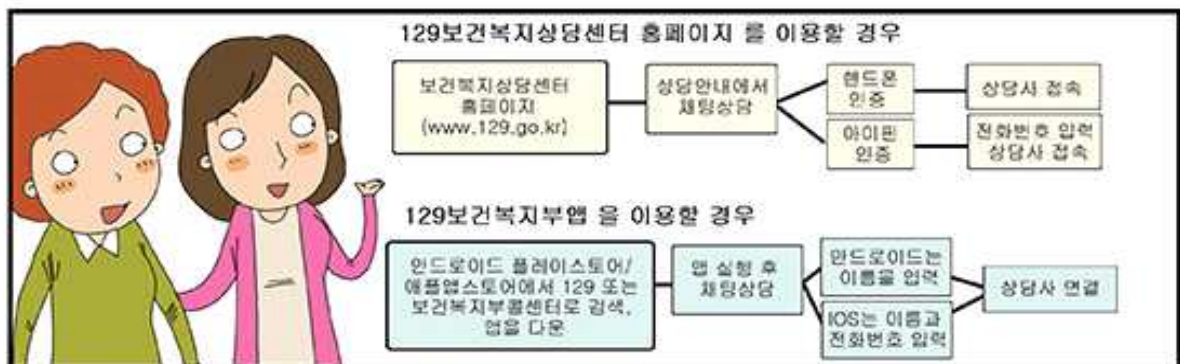 129보건복지상담센터 홈페이지 를 이용할 경우
보건복지상담센터
홈페이지
(www.129.go.kr)
상담안내에서
채팅상담
핸드폰
인증
상담사 접속
아이핀
인증
전화번호 입력
상담사 접속
129보건복지부앱 을 이용할 경우
안드로이드 플레이스토어/
애플앱스토어에서 129 또는
보건복지부콜센터로 검색,
앱을 다운
앱 실행 후
채팅상담
안드로이드는
이름을 입력
IOS는 이름과
전화번호 입력
상담사 연결